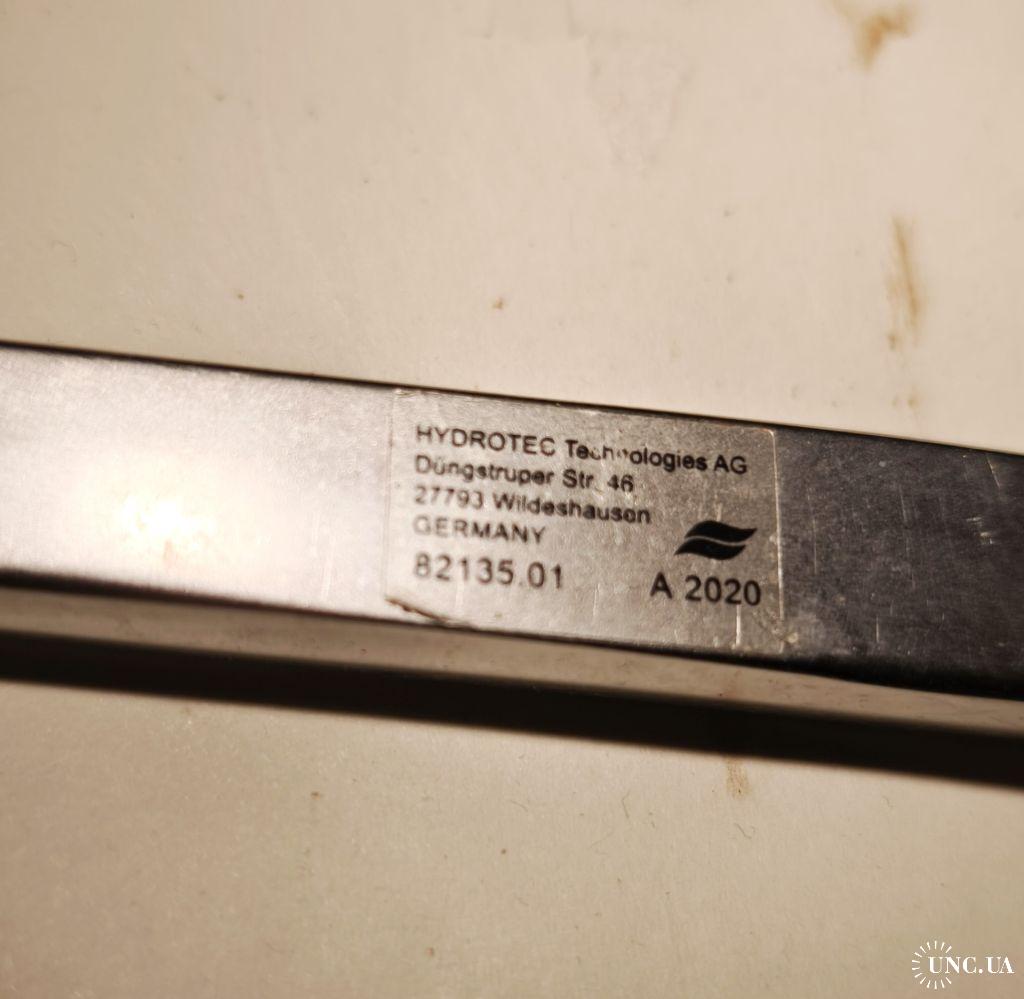 HYDROTEC Technologies AG
Düngstruper Str. 46
27793 Wildeshausen
GERMANY
82135.01
A 2020
UNC.UA